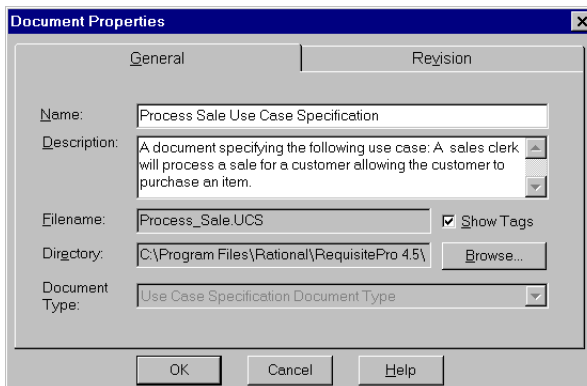 Document Properties
General
Revision
Name:
Process Sale Use Case Specification
Description:
A document specifying the following use case: A  sales clerk
will process a sale for a customer allowing the customer to
purchase an item.
Filename:
Process_Sale.UCS
Show Tags
Directory:
C:\Program Files\Rational\RequisitePro 4.5\
Browse...
Document
Type:
Use Case Specification Document Type
OK
Cancel
Help